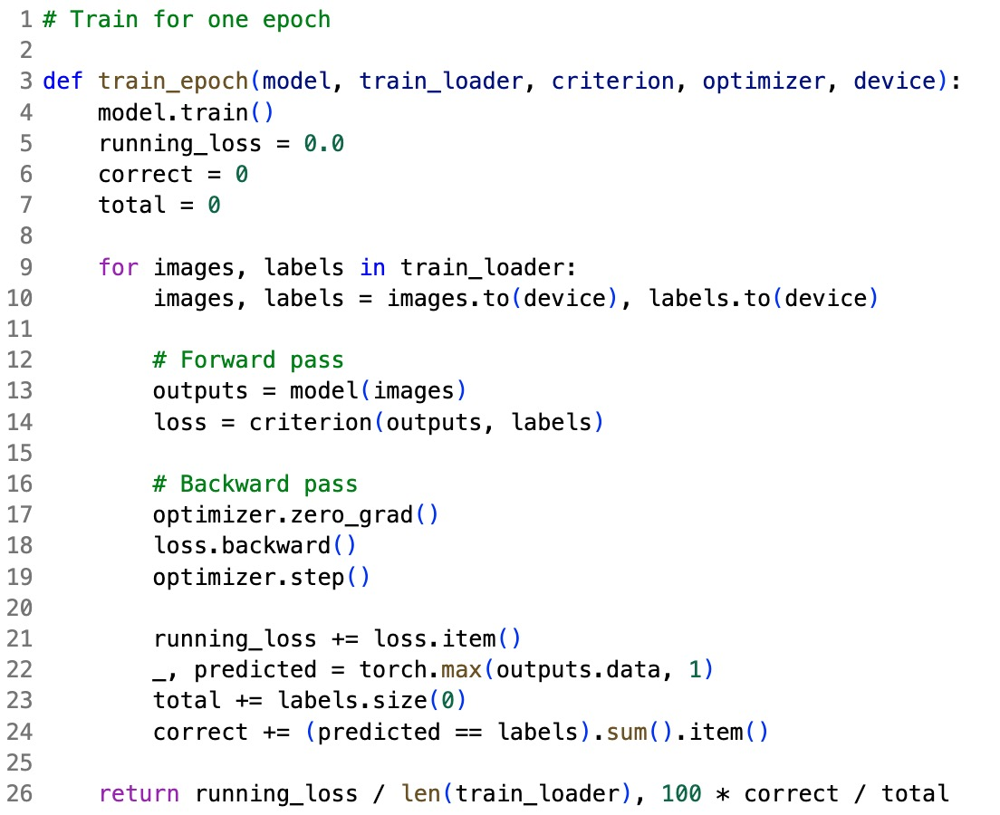 1 # Train for one epoch
2
3 def train_epoch(model, train_loader, criterion, optimizer, device):
4     model.train()
5     running_loss = 0.0
6     correct = 0
7     total = 0
8
9     for images, labels in train_loader:
10         images, labels = images.to(device), labels.to(device)
11
12         # Forward pass
13         outputs = model(images)
14         loss = criterion(outputs, labels)
15
16         # Backward pass
17         optimizer.zero_grad()
18         loss.backward()
19         optimizer.step()
20
21         running_loss += loss.item()
22         _, predicted = torch.max(outputs.data, 1)
23         total += labels.size(0)
24         correct += (predicted == labels).sum().item()
25
26     return running_loss / len(train_loader), 100 * correct / total